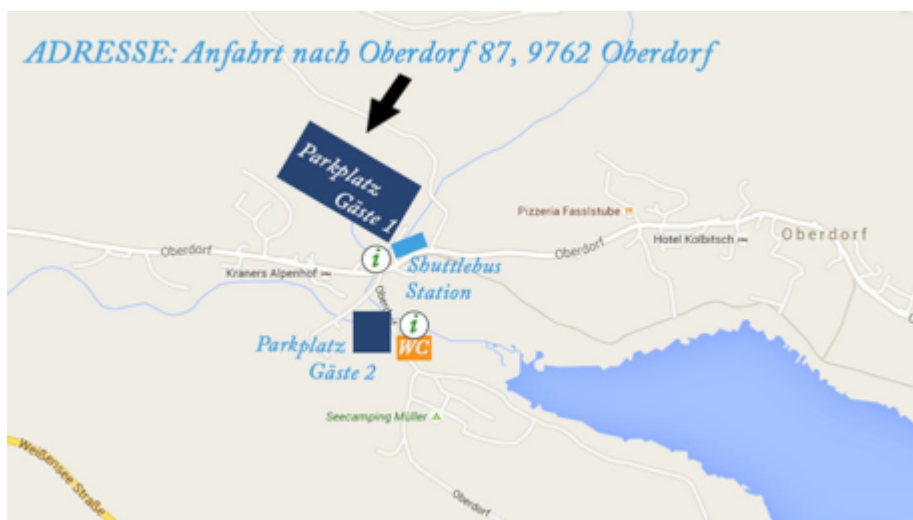 ADRESSE: Anfahrt nach Oberdorf 87, 9762 Oberdorf
Parkplatz
Gäste 1
Pizzeria Fasslstube
Hotel Kolbitsch
Oberdorf
Oberdorf
Oberdorf
i
Kraners Alpenhof
Shuttlebus
Station
i
WC
Parkplatz
Gäste 2
Seecamping Müller
Weißensee Straße
Oberdorf